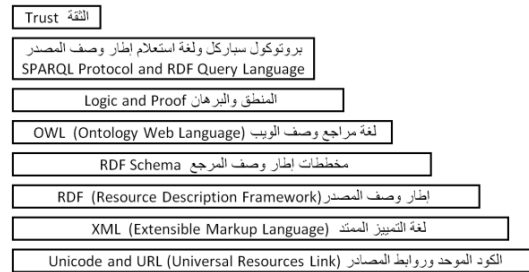 الثقة Trust
بروتوكول سباركل ولغة استعلام إطار وصف المصدر
SPARQL Protocol and RDF Query Language
المنطق والبرهان Logic and Proof
لغة مراجع وصف الويب OWL (Ontology Web Language)
مخططات إطار وصف المرجع RDF Schema
إطار وصف المصدر RDF (Resource Description Framework)
لغة التمييز الممتد XML (Extensible Markup Language)
الكود الموحد وروابط المصادر Unicode and URL (Universal Resources Link)